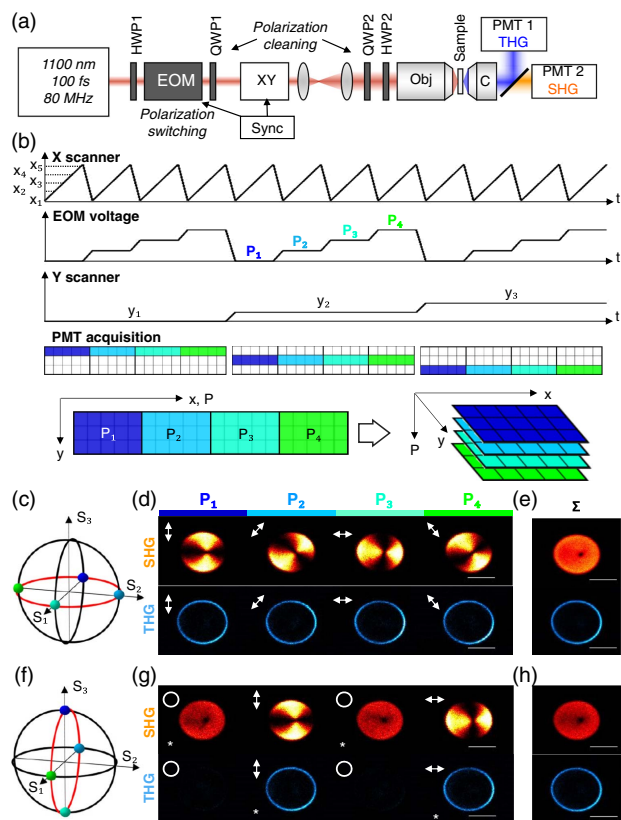 (a)
1100 nm
100 fs
80 MHz
HWP1
EOM
QWP1
Polarization
switching
Polarization
cleaning
XY
Sync
QWP2
HWP2
Obj
Sample
C
PMT 1
THG
PMT 2
SHG
(b)
X scanner
x₅
x₄
x₃
x₂
x₁
t
EOM voltage
P₁
P₂
P₃
P₄
t
Y scanner
y₁
y₂
y₃
t
PMT acquisition
x, P
y
P₁
P₂
P₃
P₄
x
y
P
(c)
S₃
S₂
S₁
(d)
P₁
P₂
P₃
P₄
SHG
THG
(e)
Σ
(f)
S₃
S₂
S₁
(g)
SHG
*
*
THG
*
*
(h)